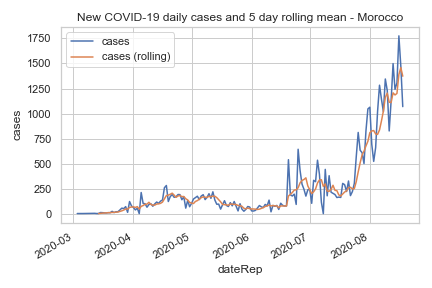 New COVID-19 daily cases and 5 day rolling mean - Morocco
cases
cases (rolling)
1750
1500
1250
1000
750
500
250
0
cases
2020-03
2020-04
2020-05
2020-06
2020-07
2020-08
dateRep